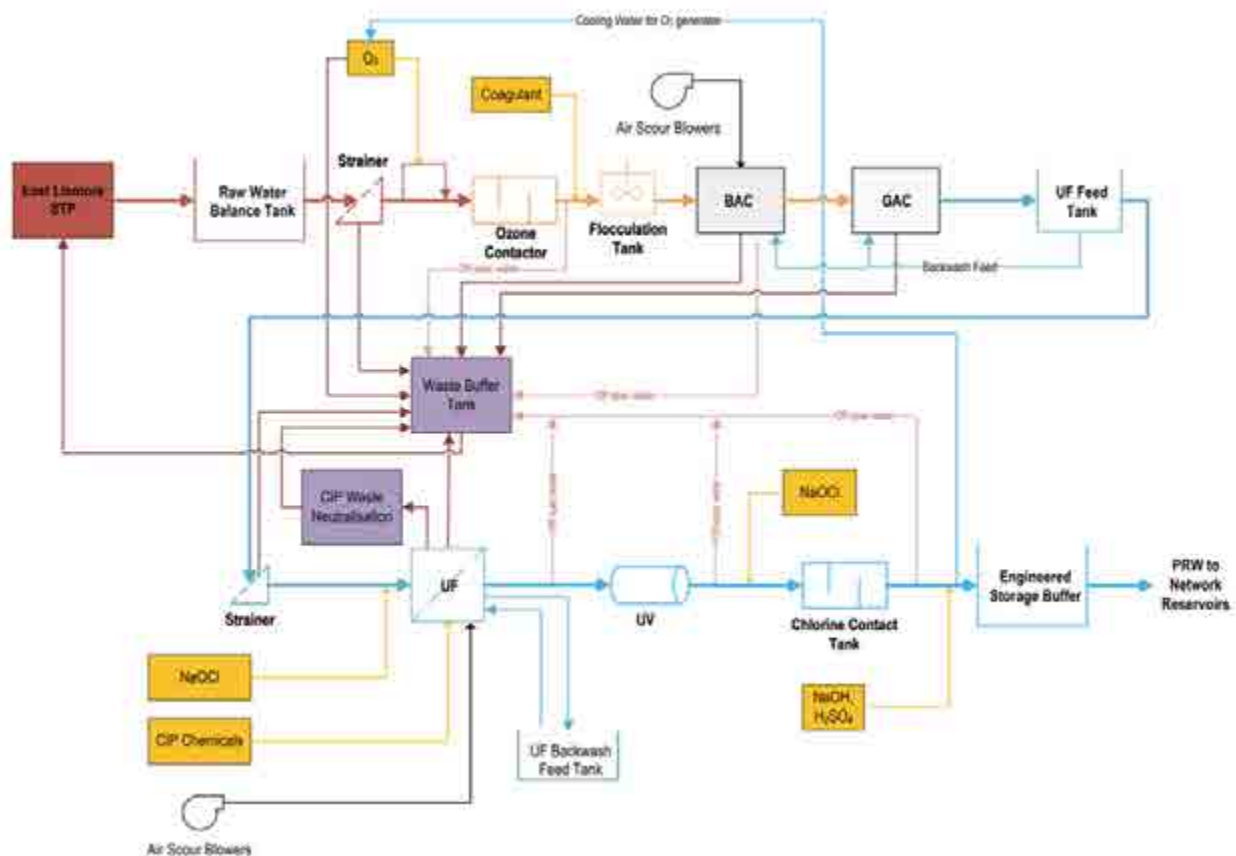 Cooling Water for O₃ generator
O₃
Coagulant
Air Scour Blowers
Strainer
East Lismore
STP
Raw Water
Balance Tank
Ozone
Contactor
Flocculation
Tank
BAC
GAC
UF Feed
Tank
Backwash Feed
Waste Buffer
Tank
CIP Waste
Neutralisation
NaOCl
UF
Strainer
UV
Chlorine Contact
Tank
Engineered
Storage Buffer
PRW to
Network
Reservoirs
NaOCl
CIP Chemicals
NaOH,
H₂SO₄
UF Backwash
Feed Tank
Air Scour Blowers